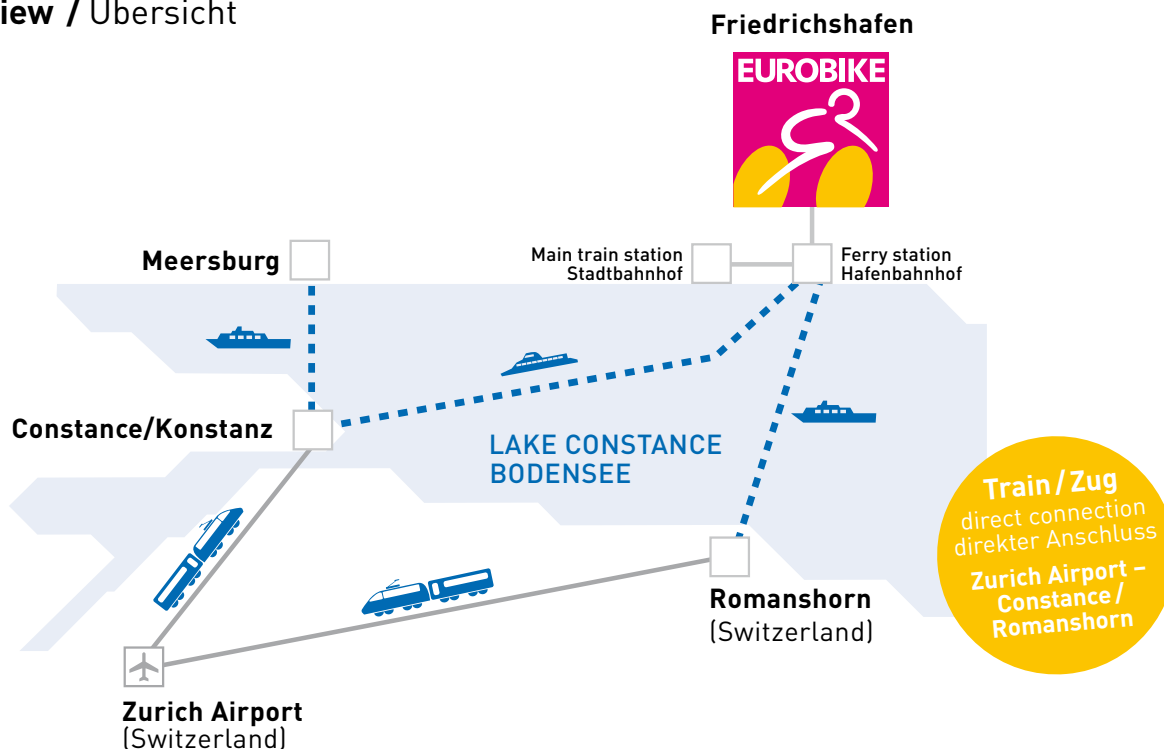 iew / Übersicht
Friedrichshafen
EUROBIKE
Meersburg
Main train station
Stadtbahnhof
Ferry station
Hafenbahnhof
Constance/Konstanz
LAKE CONSTANCE
BODENSEE
Train / Zug
direct connection
direkter Anschluss
Zurich Airport –
Constance /
Romanshorn
Romanshorn
(Switzerland)
Zurich Airport
(Switzerland)